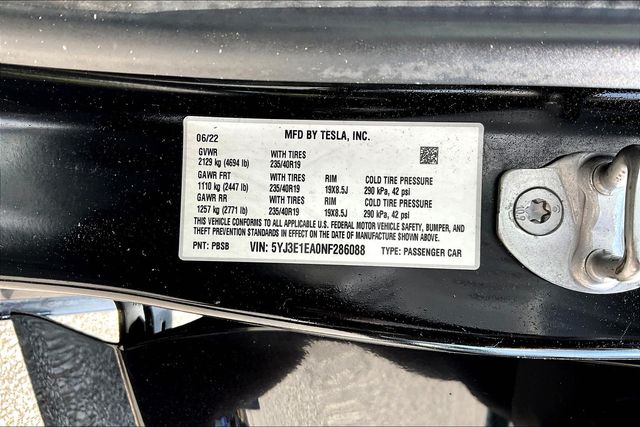 06/22 MFD BY TESLA, INC.
GVWR WITH TIRES
2129 kg (4694 lb) 235/40R19
GAWR FRT WITH TIRES RIM COLD TIRE PRESSURE
1110 kg (2447 lb) 235/40R19 19X8.5J 290 kPa, 42 psi
GAWR RR WITH TIRES RIM COLD TIRE PRESSURE
1257 kg (2771 lb) 235/40R19 19X8.5J 290 kPa, 42 psi
THIS VEHICLE CONFORMS TO ALL APPLICABLE U.S. FEDERAL MOTOR VEHICLE SAFETY, BUMPER, AND
THEFT PREVENTION STANDARDS IN EFFECT ON THE DATE OF MANUFACTURE SHOWN ABOVE.
PNT: PBSB VIN: 5YJ3E1EA0NF286088 TYPE: PASSENGER CAR